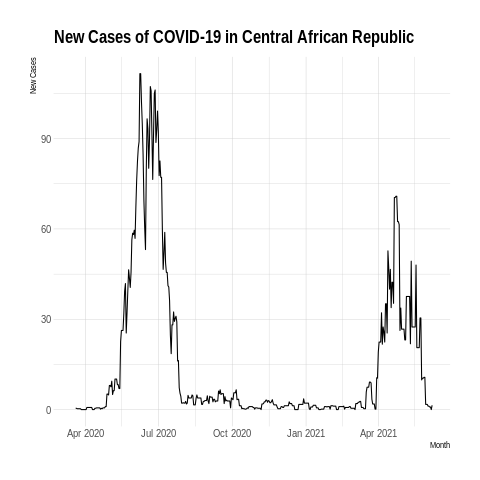 New Cases of COVID-19 in Central African Republic
New Cases
90
60
30
0
Apr 2020
Jul 2020
Oct 2020
Jan 2021
Apr 2021
Month